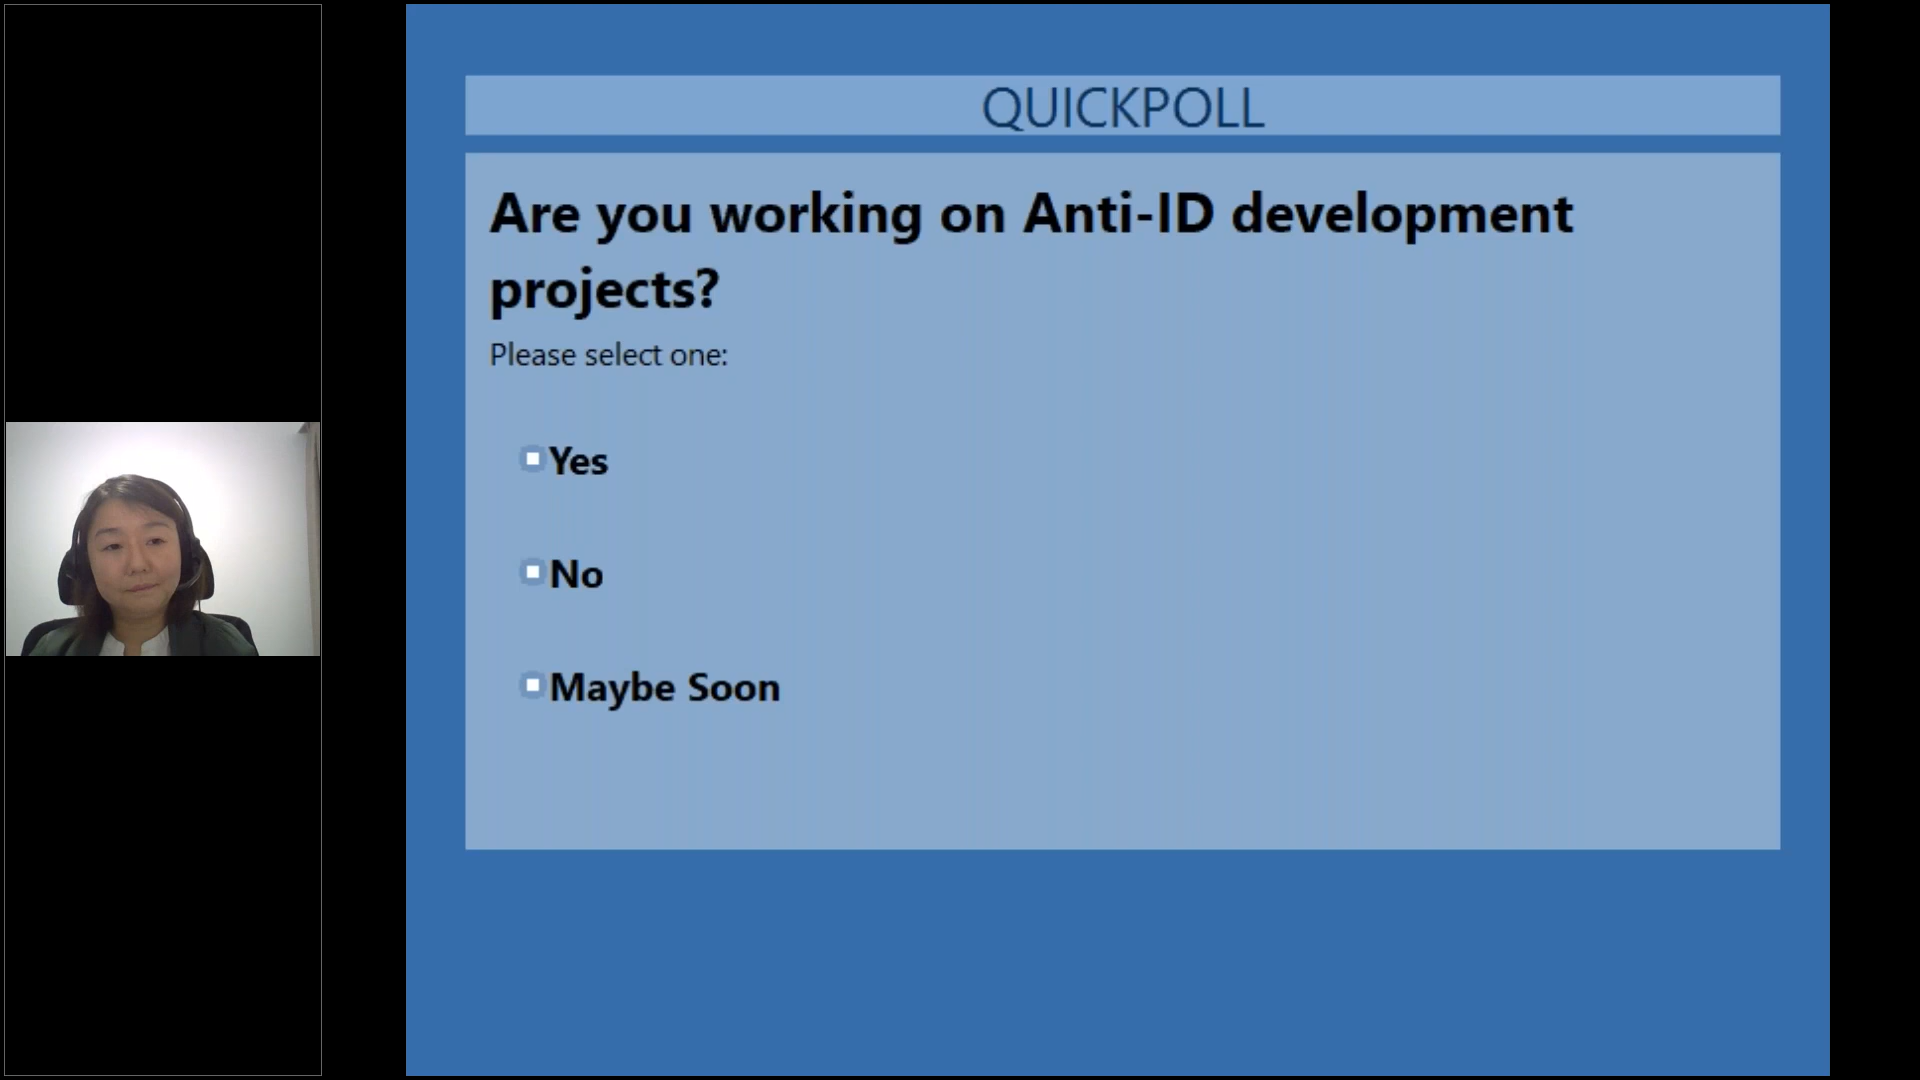 QUICKPOLL
Are you working on Anti-ID development
projects?
Please select one:
Yes
No
Maybe Soon